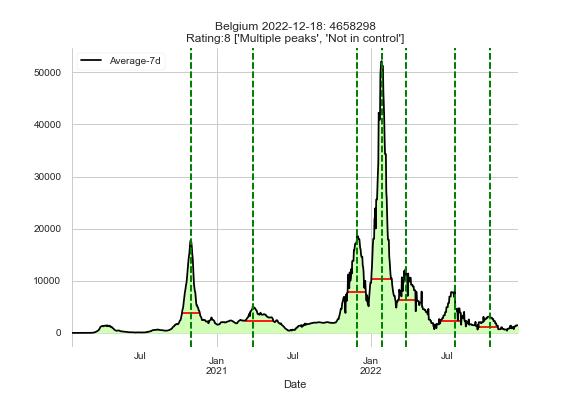 Belgium 2022-12-18: 4658298
Rating:8 ['Multiple peaks', 'Not in control']
Average-7d
50000
40000
30000
20000
10000
0
Jul
Jan
2021
Jul
Jan
2022
Jul
Date